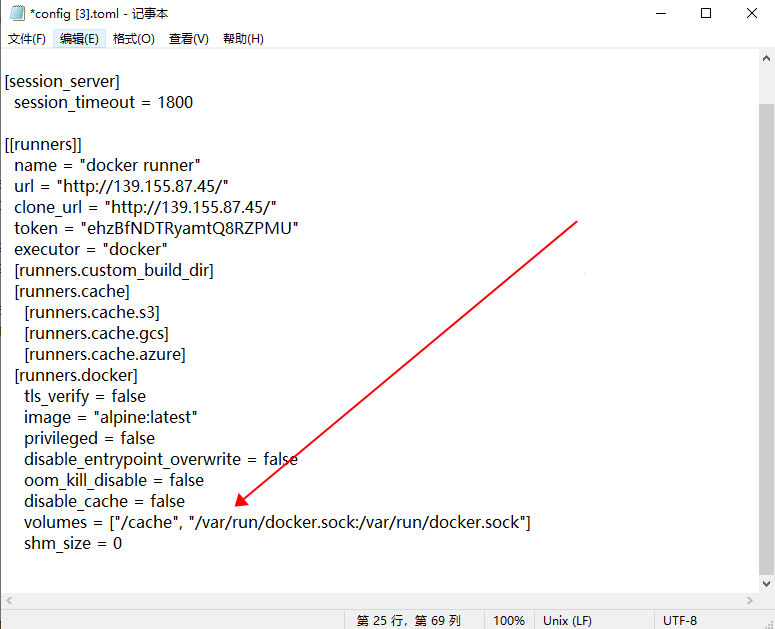 *config [3].toml - 记事本
文件(F) 编辑(E) 格式(O) 查看(V) 帮助(H)
[session_server]
session_timeout = 1800
[[runners]]
name = "docker runner"
url = "http://139.155.87.45/"
clone_url = "http://139.155.87.45/"
token = "ehzBfNDTRyamtQ8RZPMU"
executor = "docker"
[runners.custom_build_dir]
[runners.cache]
[runners.cache.s3]
[runners.cache.gcs]
[runners.cache.azure]
[runners.docker]
tls_verify = false
image = "alpine:latest"
privileged = false
disable_entrypoint_overwrite = false
oom_kill_disable = false
disable_cache = false
volumes = ["/cache", "/var/run/docker.sock:/var/run/docker.sock"]
shm_size = 0
第 25 行，第 69 列 100% Unix (LF) UTF-8